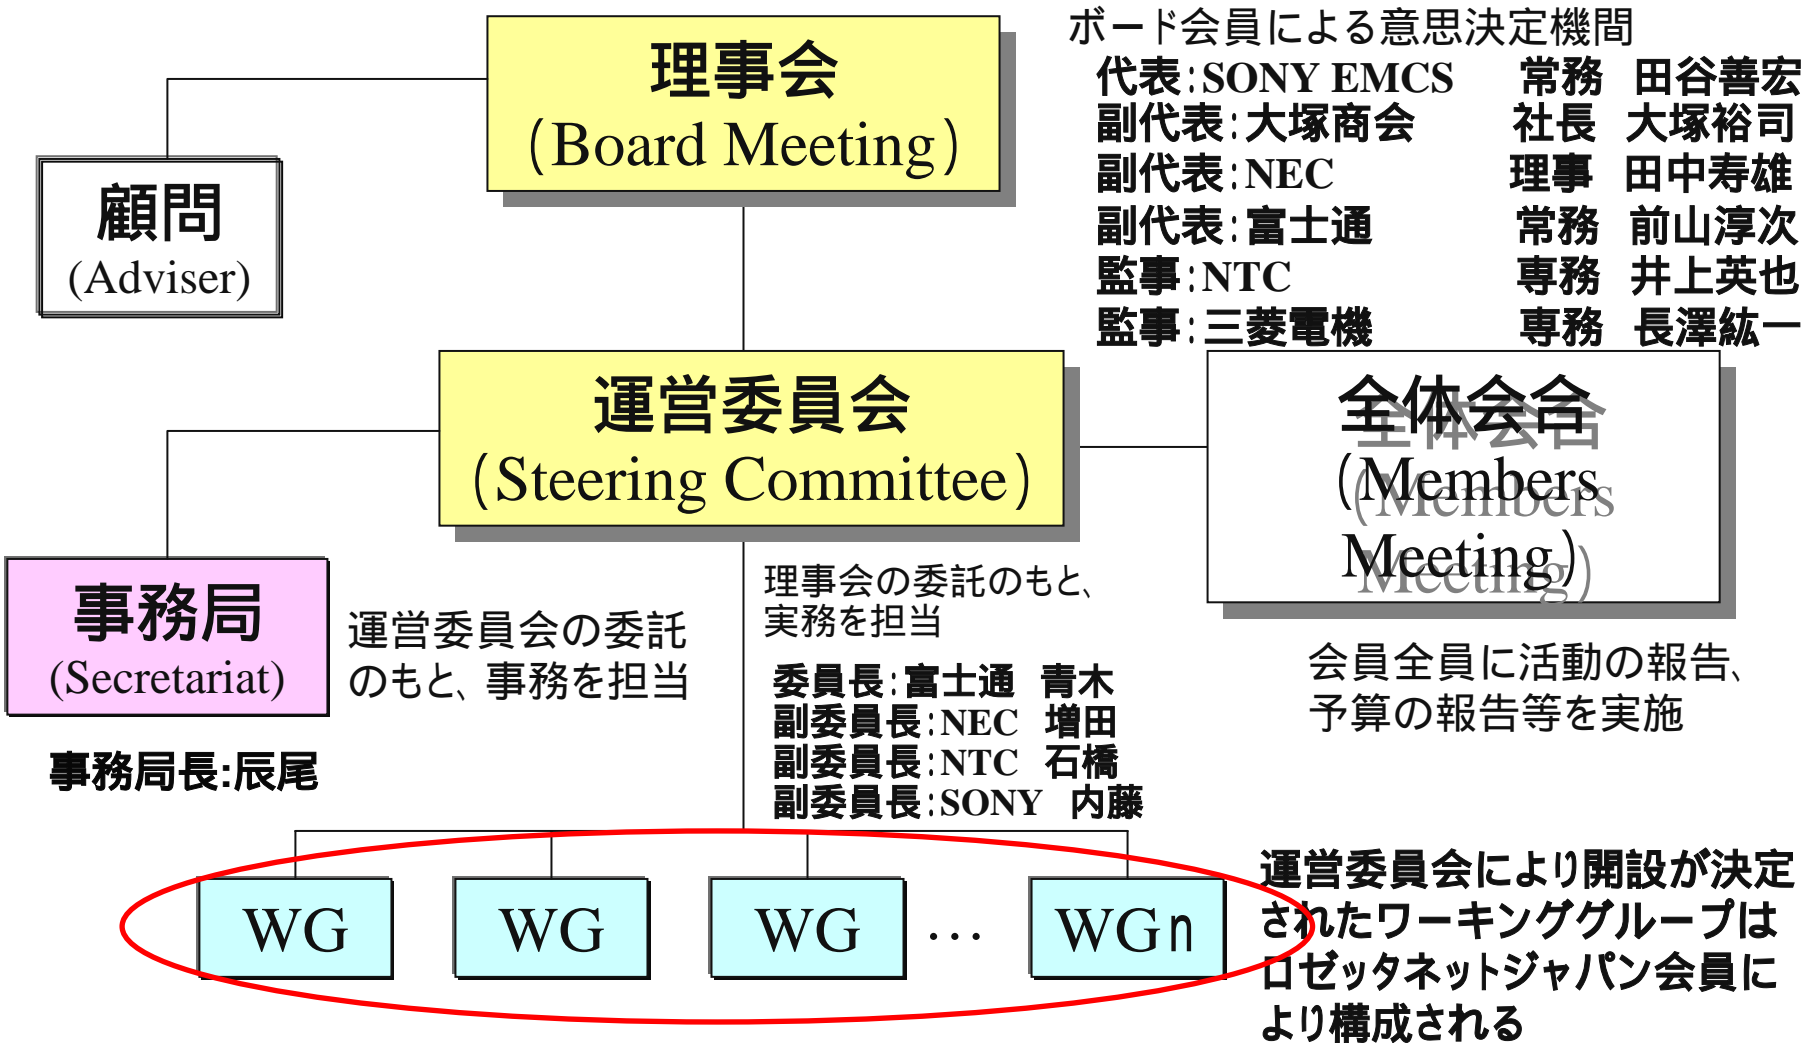 理事会
(Board Meeting)
ボード会員による意思決定機間
代表:SONY EMCS 常務 田谷善宏
副代表:大塚商会 社長 大塚裕司
副代表:NEC 理事 田中寿雄
副代表:富士通 常務 前山淳次
監事:NTC 専務 井上英也
監事:三菱電機 専務 長澤紘一
顧問
(Adviser)
運営委員会
(Steering Committee)
全体会合
(Members
Meeting)
会員全員に活動の報告、
予算の報告等を実施
事務局
(Secretariat)
運営委員会の委託
のもと、事務を担当
事務局長:辰尾
理事会の委託のもと、
実務を担当
委員長:富士通 青木
副委員長:NEC 増田
副委員長:NTC 石橋
副委員長:SONY 内藤
WG
WG
WG
…
WGn
運営委員会により開設が決定
されたワーキンググループは
ロゼッタネットジャパン会員に
より構成される